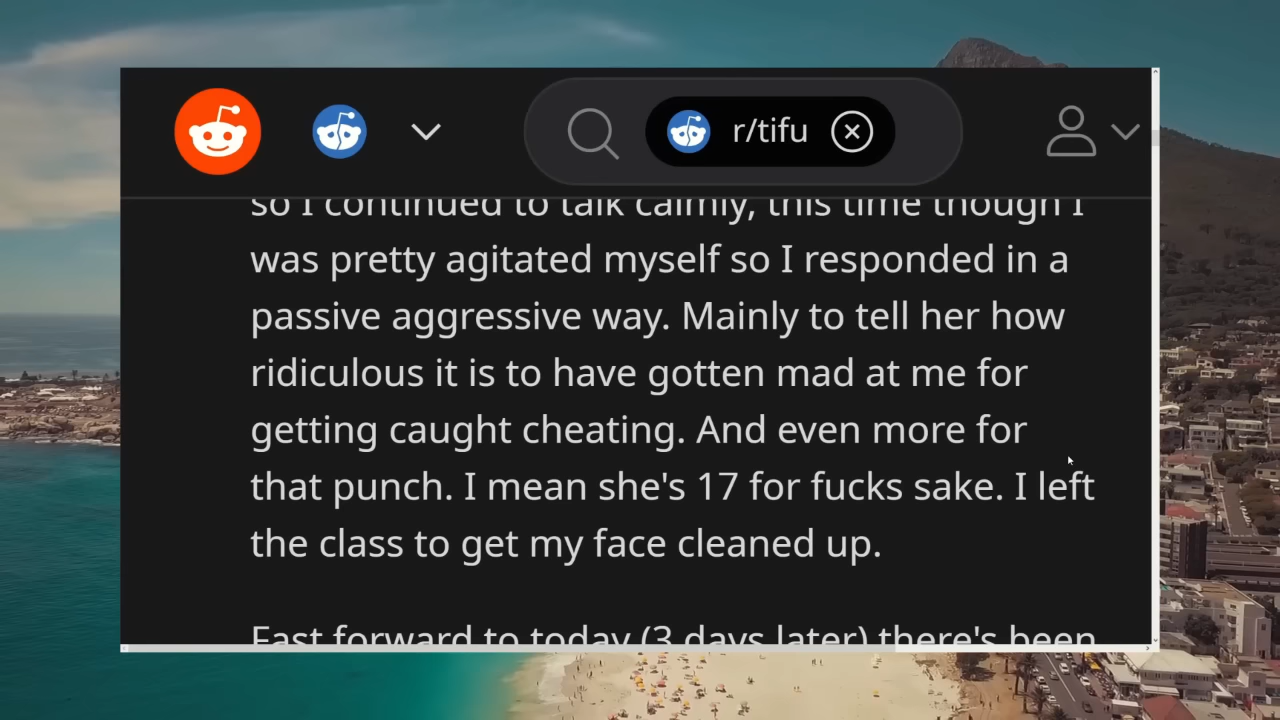 r/tifu
so I continued to talk calmly, this time though I
was pretty agitated myself so I responded in a
passive aggressive way. Mainly to tell her how
ridiculous it is to have gotten mad at me for
getting caught cheating. And even more for
that punch. I mean she's 17 for fucks sake. I left
the class to get my face cleaned up.
Fast forward to today (3 days later) there's been